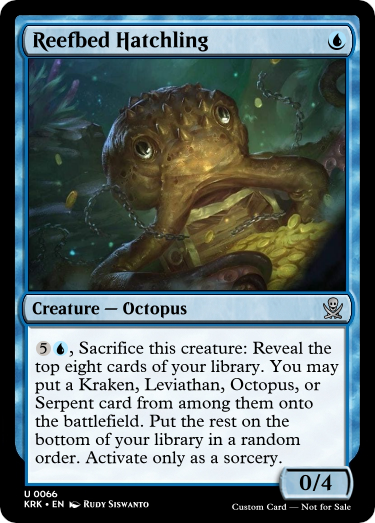 Reefbed Hatchling
Creature — Octopus
5, Sacrifice this creature: Reveal the
top eight cards of your library. You may
put a Kraken, Leviathan, Octopus, or
Serpent card from among them onto
the battlefield. Put the rest on the
bottom of your library in a random
order. Activate only as a sorcery.
0/4
U 0066
KRK • EN Rudy Siswanto
Custom Card — Not for Sale